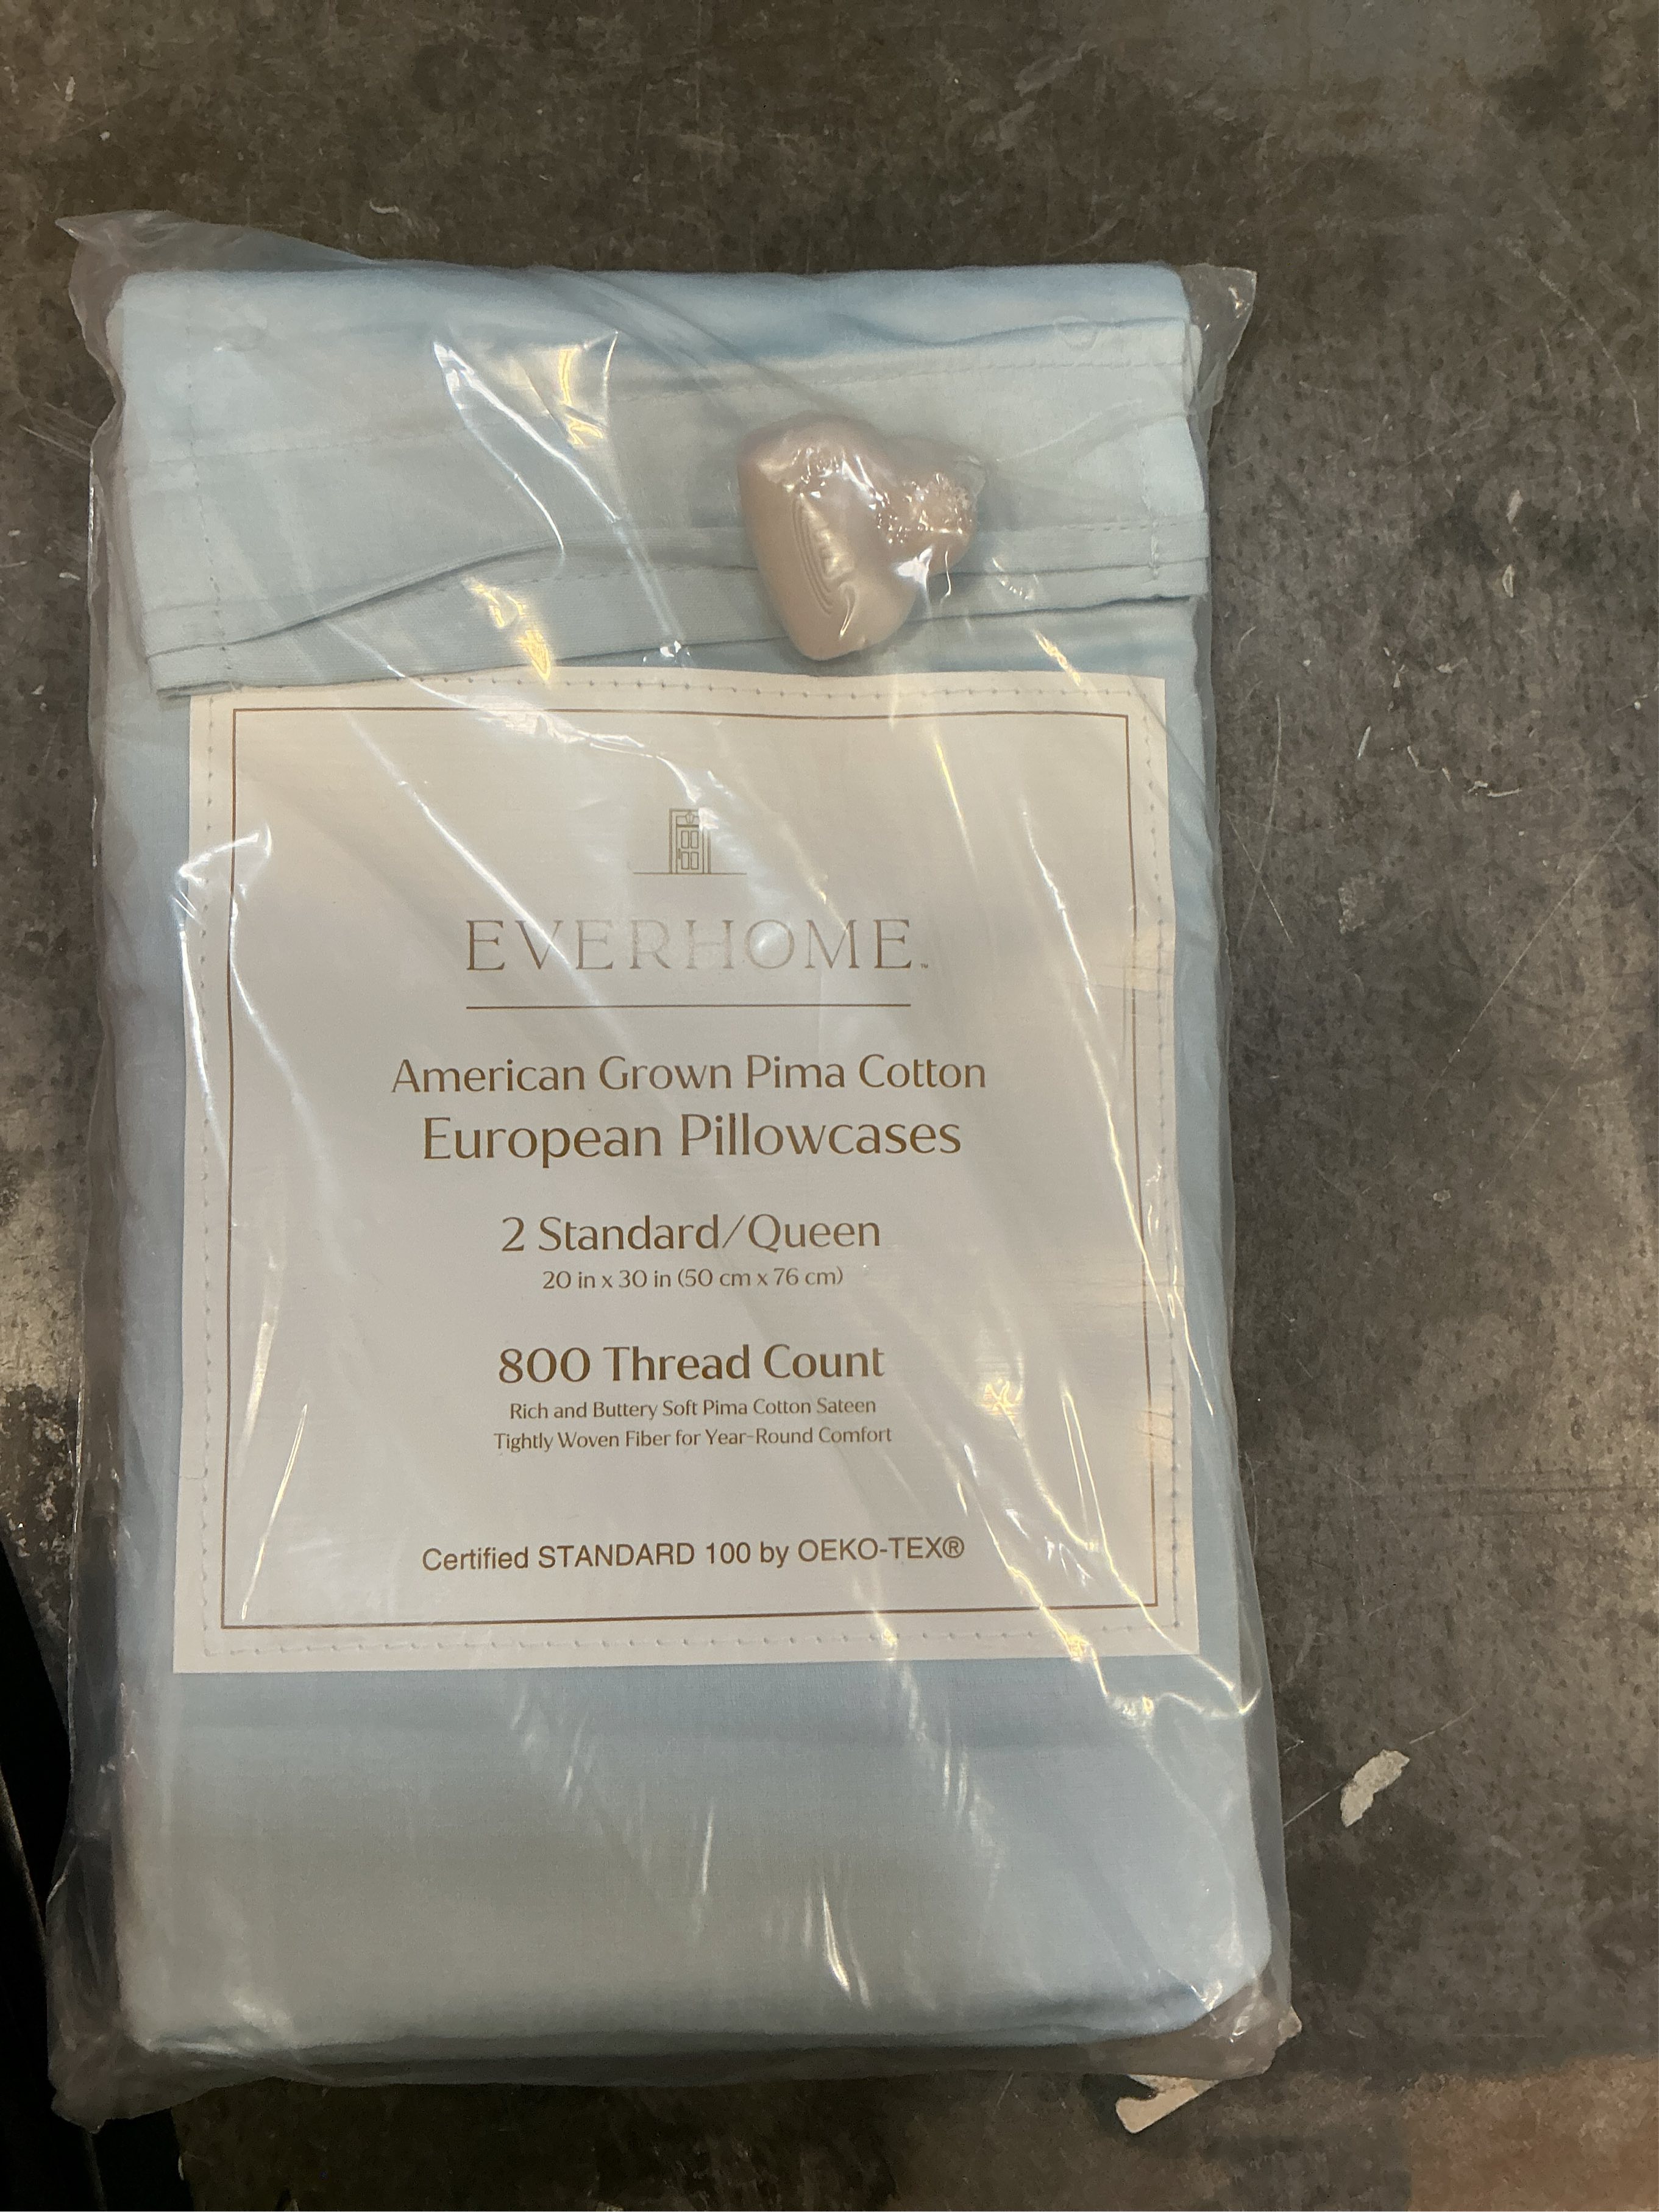 EVERHOME™
American Grown Pima Cotton
European Pillowcases
2 Standard/Queen
20 in x 30 in (50 cm x 76 cm)
800 Thread Count
Rich and Buttery Soft Pima Cotton Sateen
Tightly Woven Fiber for Year-Round Comfort
Certified STANDARD 100 by OEKO-TEX®